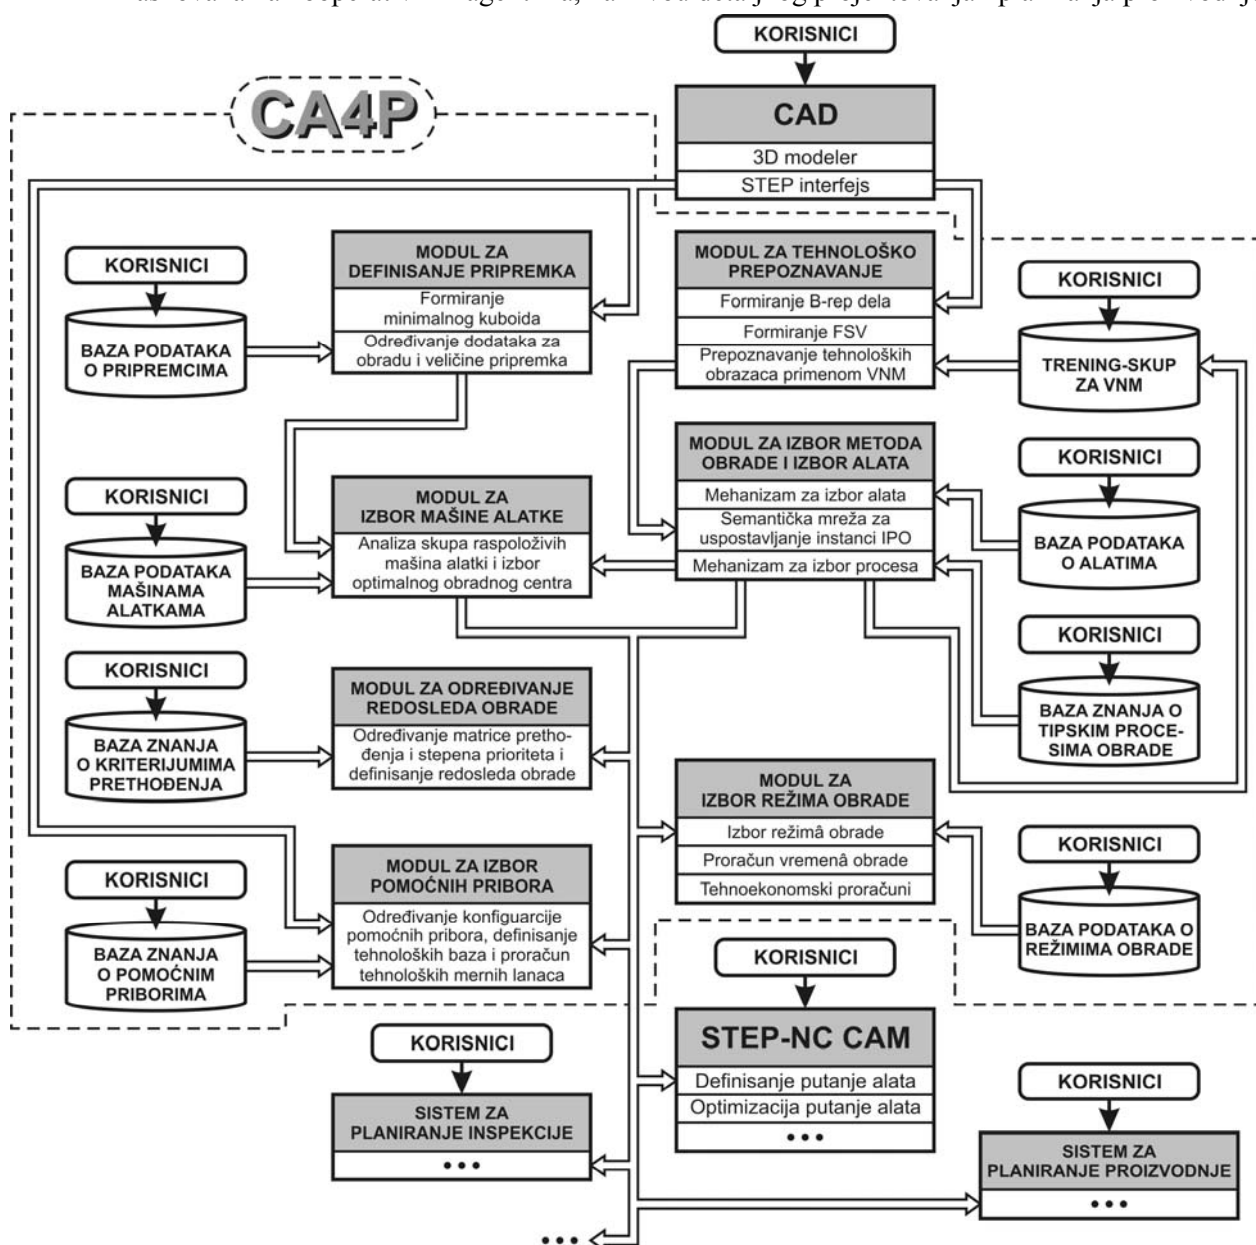 KORISNICI
CA4P
CAD
3D modeler
STEP interfejs
KORISNICI
BAZA PODATAKA
O PRIPREMCIMA
MODUL ZA
DEFINISANJE PRIPREMKA
Formiranje
minimalnog kuboida
Određivanje dodataka za
obradu i veličine pripremka
MODUL ZA TEHNOLOŠKO
PREPOZNAVANJE
Formiranje B-rep dela
Formiranje FSV
Prepoznavanje tehnoloških
obrazaca primenom VNM
KORISNICI
TRENING-SKUP
ZA VNM
KORISNICI
BAZA PODATAKA
MAŠINAMA
ALATKAMA
MODUL ZA
IZBOR MAŠINE ALATKE
Analiza skupa raspoloživih
mašina alatki i izbor
optimalnog obradnog centra
MODUL ZA IZBOR METODA
OBRADE I IZBOR ALATA
Mehanizam za izbor alata
Semantička mreža za
uspostavljanje instanci IPO
Mehanizam za izbor procesa
KORISNICI
BAZA PODATAKA
O ALATIMA
KORISNICI
BAZA ZNANJA O
TIPSKIM PROCE-
SIMA OBRADE
KORISNICI
BAZA ZNANJA
O KRITERIJUMIMA
PRETHOĐENJA
MODUL ZA ODREĐIVANJE
REDOSLEDA OBRADE
Određivanje matrice pretho-
đenja i stepena prioriteta i
definisanje redosleda obrade
MODUL ZA
IZBOR REŽIMA OBRADE
Izbor režimâ obrade
Proračun vremenâ obrade
Tehnoekonomski proračuni
KORISNICI
BAZA PODATAKA O
REŽIMIMA OBRADE
KORISNICI
BAZA ZNANJA
O POMOĆNIM
PRIBORIMA
MODUL ZA IZBOR
POMOĆNIH PRIBORA
Određivanje konfiguarcije
pomoćnih pribora, definisanje
tehnoloških baza i proračun
tehnoloških mernih lanaca
KORISNICI
STEP-NC CAM
Definisanje putanje alata
Optimizacija putanje alata
•••
KORISNICI
SISTEM ZA
PLANIRANJE INSPEKCIJE
•••
KORISNICI
SISTEM ZA
PLANIRANJE PROIZVODNJE
•••
•••